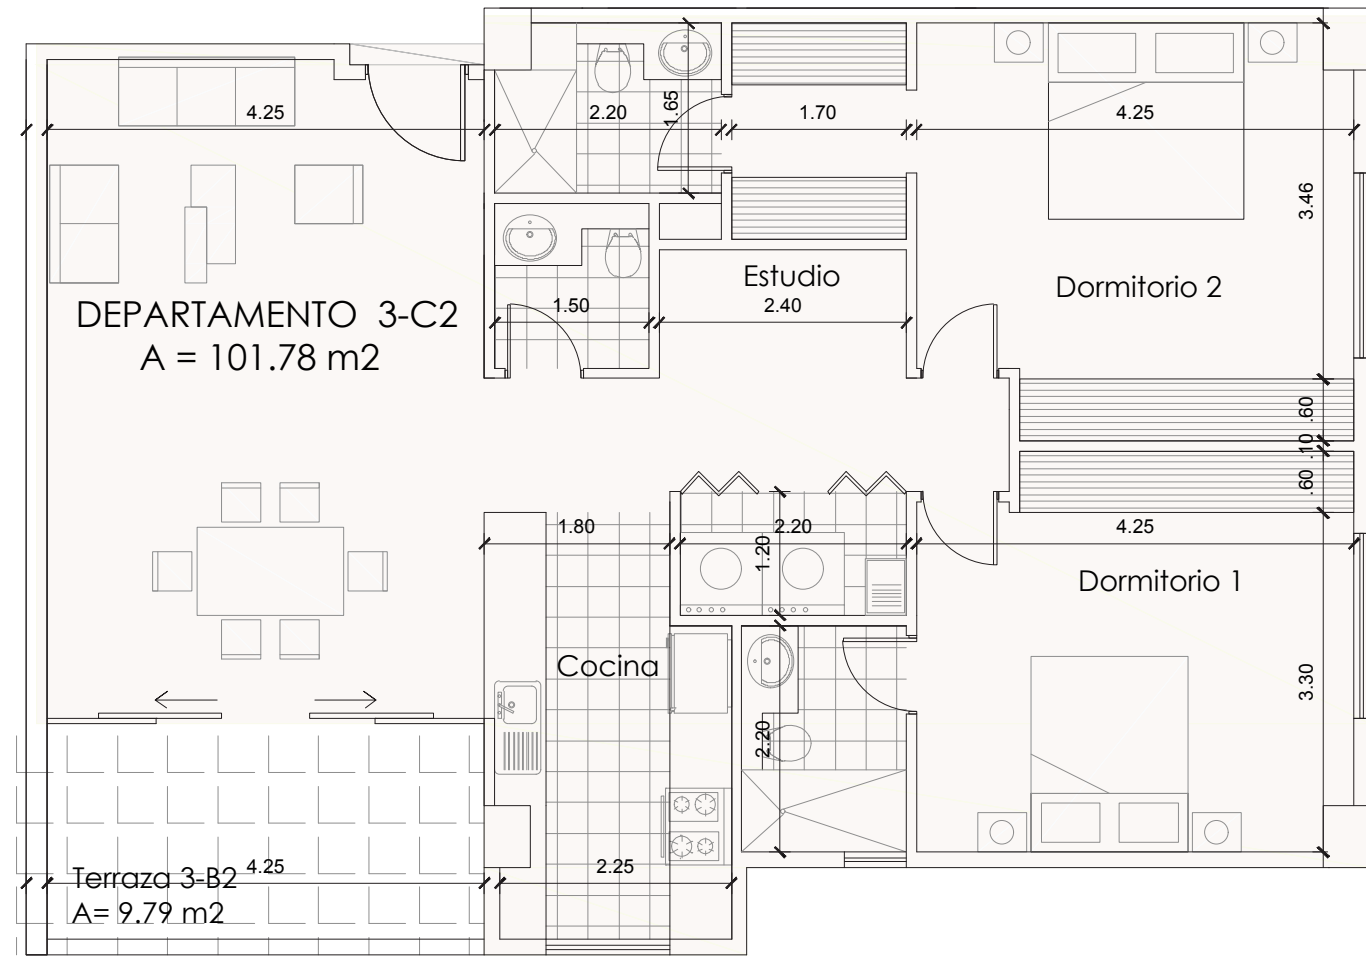 4.25
2.20
1.65
1.70
4.25
3.46
Estudio
Dormitorio 2
1.50
2.40
DEPARTAMENTO 3-C2
A = 101.78 m2
.60
.10
.60
1.80
2.20
1.20
4.25
Dormitorio 1
Cocina
3.30
2.20
Terraza 3-B2
4.25
2.25
A= 9.79 m2